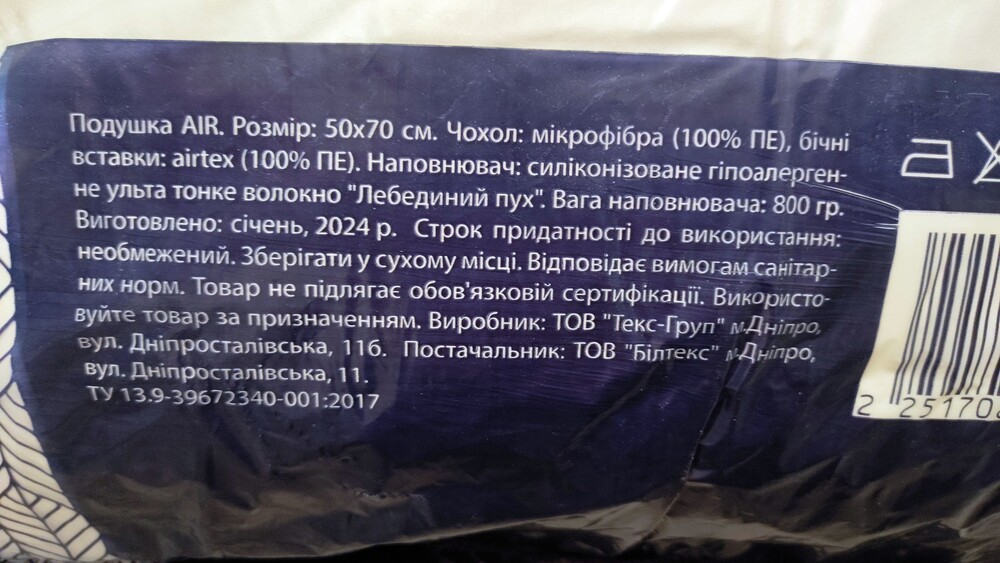 Подушка AIR. Розмір: 50х70 см. Чохол: мікрофібра (100% ПЕ), бічні
вставки: airtex (100% ПЕ). Наповнювач: силіконізоване гіпоалерген-
не ульта тонке волокно "Лебединий пух". Вага наповнювача: 800 гр.
Виготовлено: січень, 2024 р. Строк придатності до використання:
необмежений. Зберігати у сухому місці. Відповідає вимогам санітар-
них норм. Товар не підлягає обов'язковій сертифікації. Використо-
вуйте товар за призначенням. Виробник: ТОВ "Текс-Груп" м.Дніпро,
вул. Дніпросталівська, 11б. Постачальник: ТОВ "Білтекс" м.Дніпро,
вул. Дніпросталівська, 11.
ТУ 13.9-39672340-001:2017
2 25170